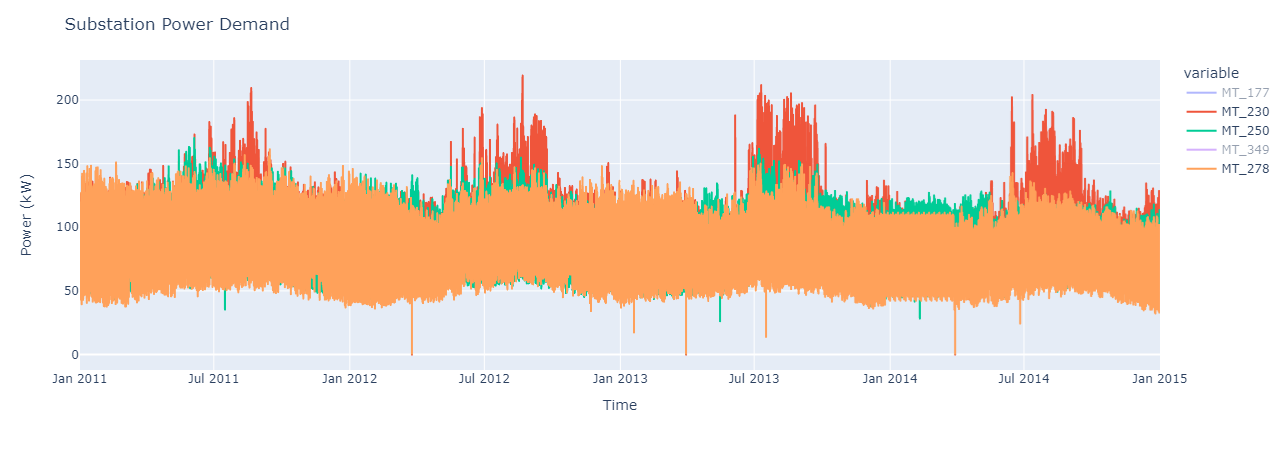 Substation Power Demand
variable
MT_177
MT_230
MT_250
MT_349
MT_278
Power (kW)
200
150
100
50
0
Jan 2011 Jul 2011 Jan 2012 Jul 2012 Jan 2013 Jul 2013 Jan 2014 Jul 2014 Jan 2015
Time